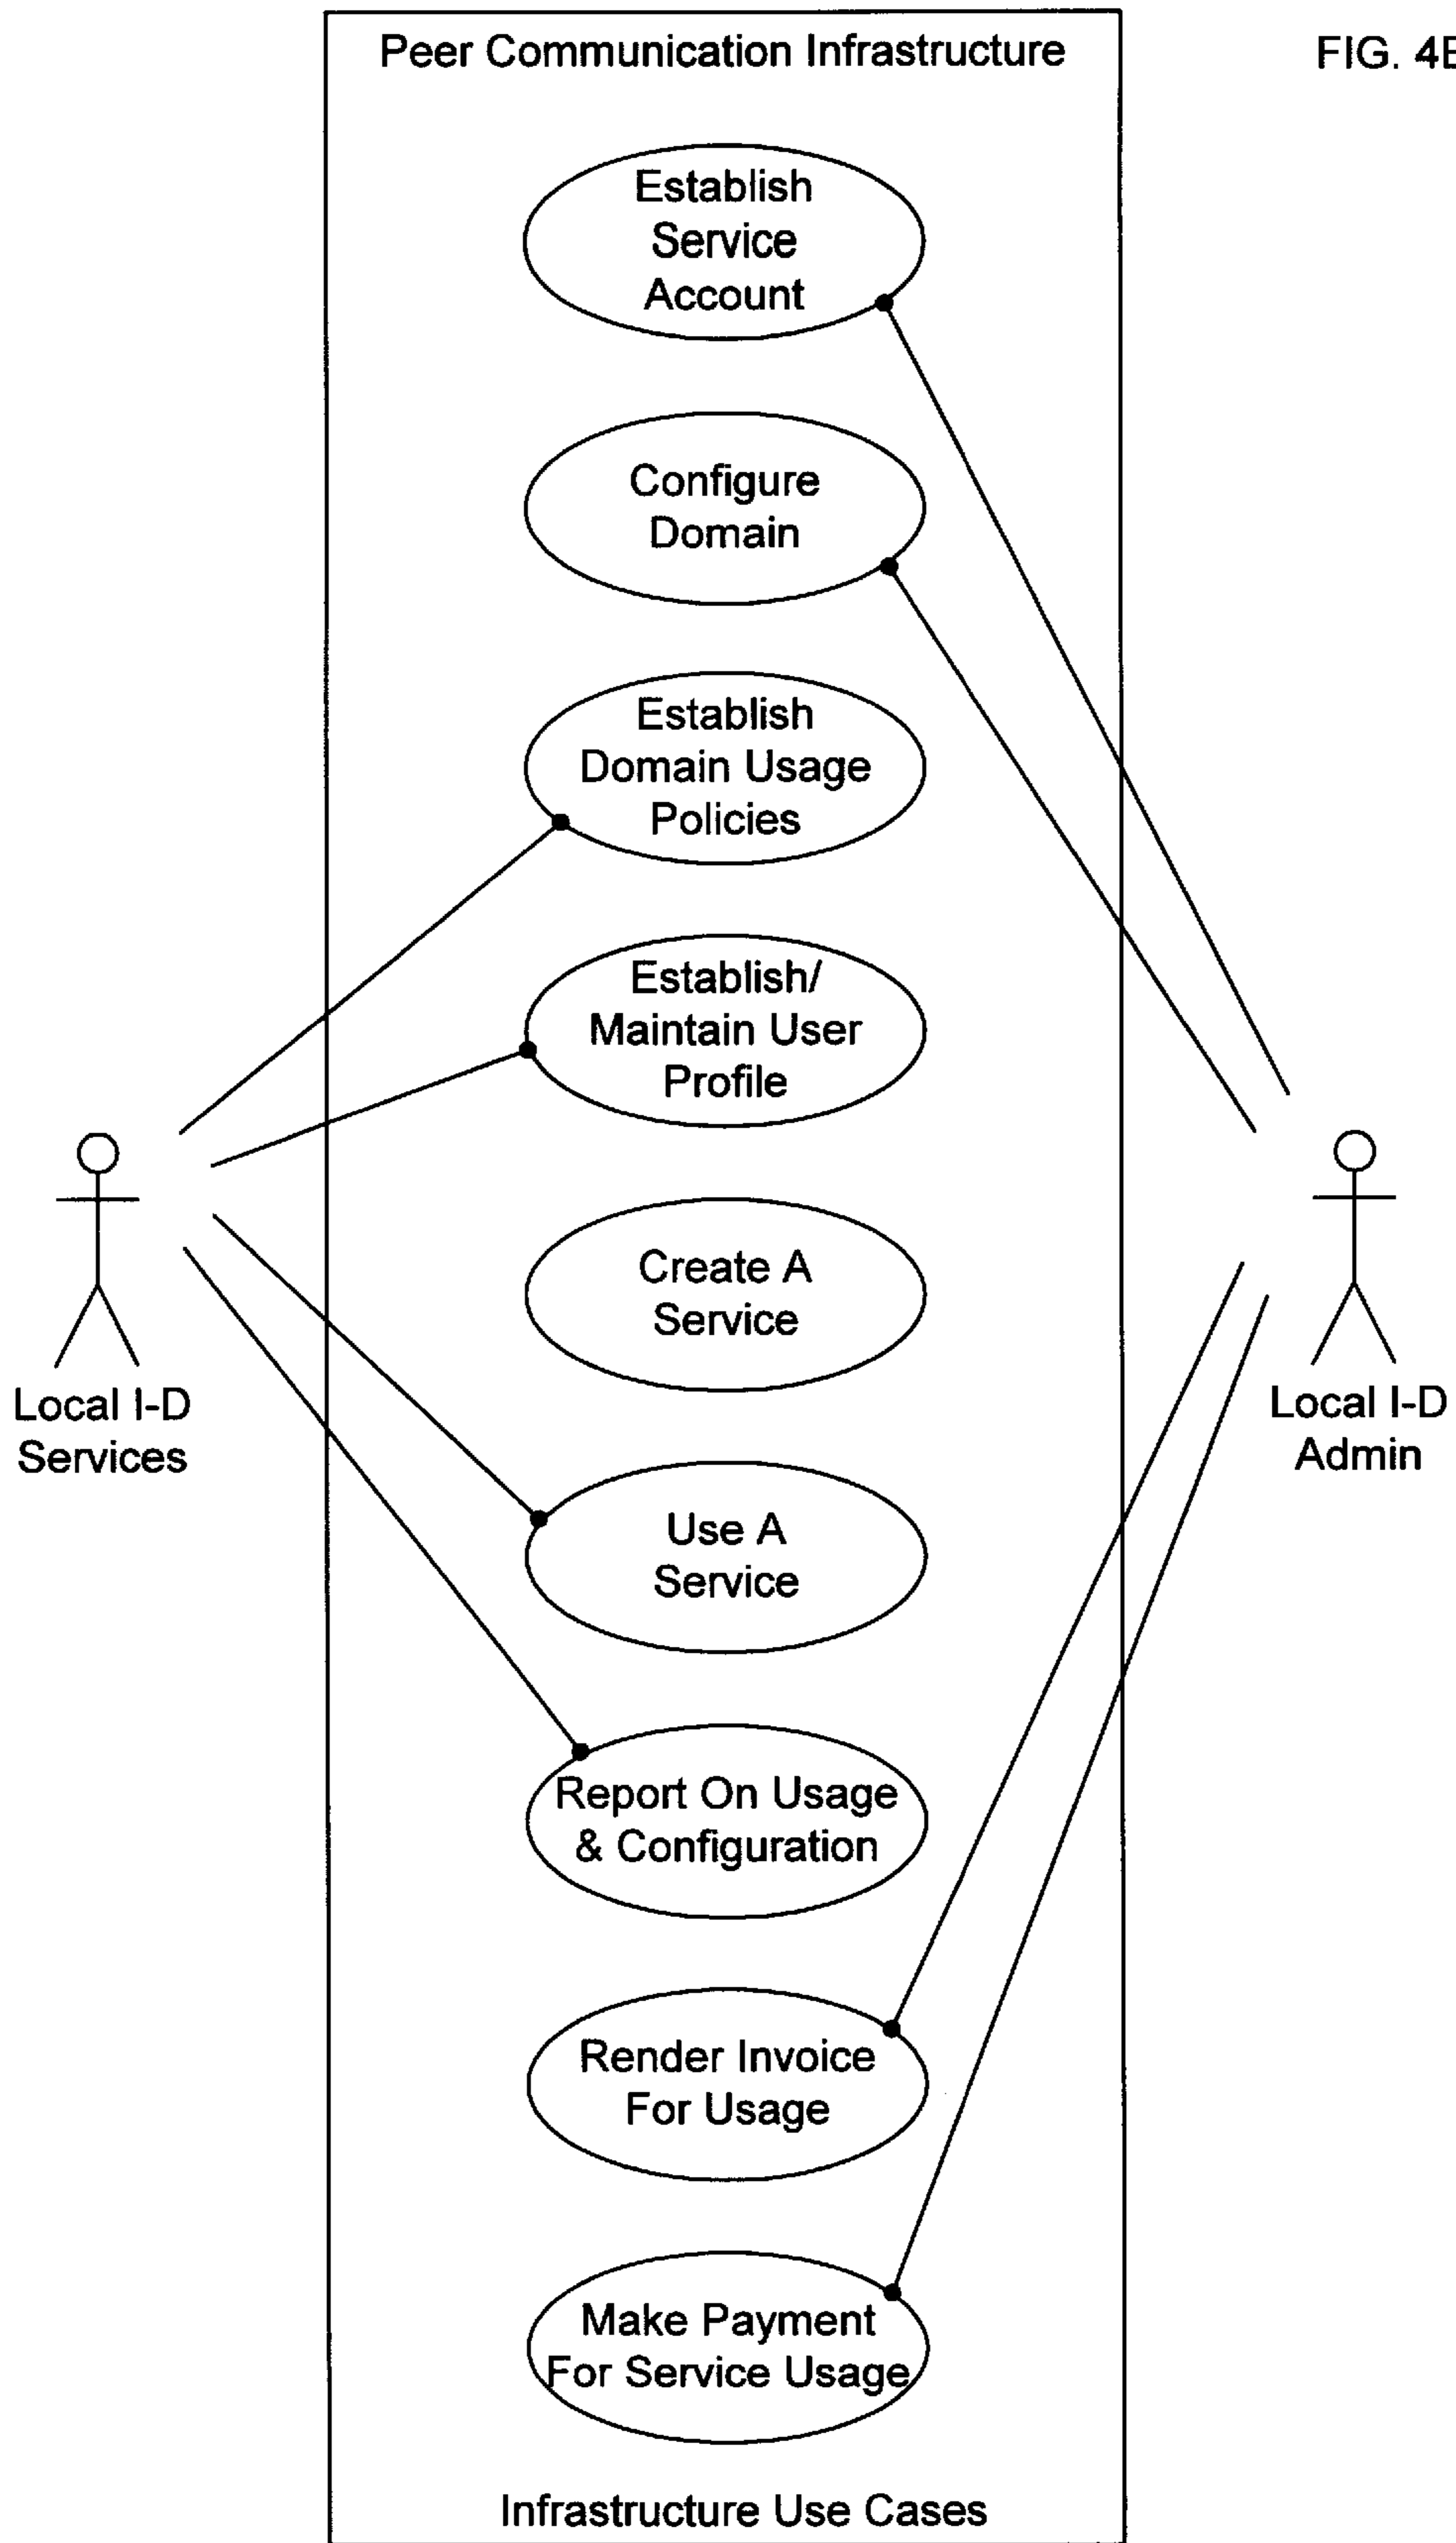 Peer Communication Infrastructure
FIG. 4B
Establish
Service
Account
Configure
Domain
Establish
Domain Usage
Policies
Establish/
Maintain User
Profile
Create A
Service
Local I-D
Services
Local I-D
Admin
Use A
Service
Report On Usage
& Configuration
Render Invoice
For Usage
Make Payment
For Service Usage
Infrastructure Use Cases